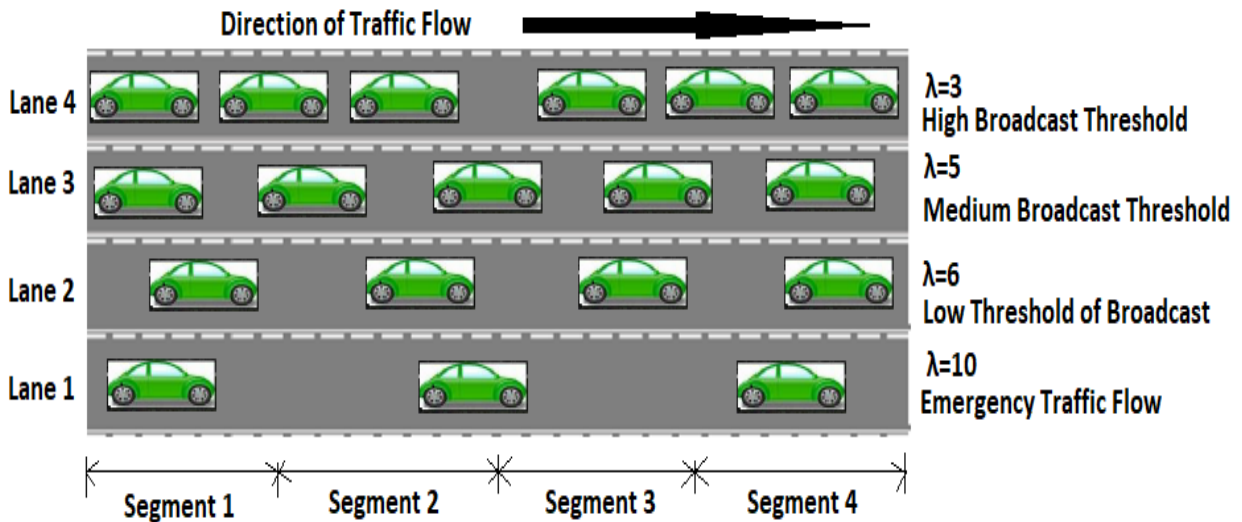 Direction of Traffic Flow
Lane 4
λ=3
High Broadcast Threshold
Lane 3
λ=5
Medium Broadcast Threshold
Lane 2
λ=6
Low Threshold of Broadcast
Lane 1
λ=10
Emergency Traffic Flow
Segment 1 Segment 2 Segment 3 Segment 4